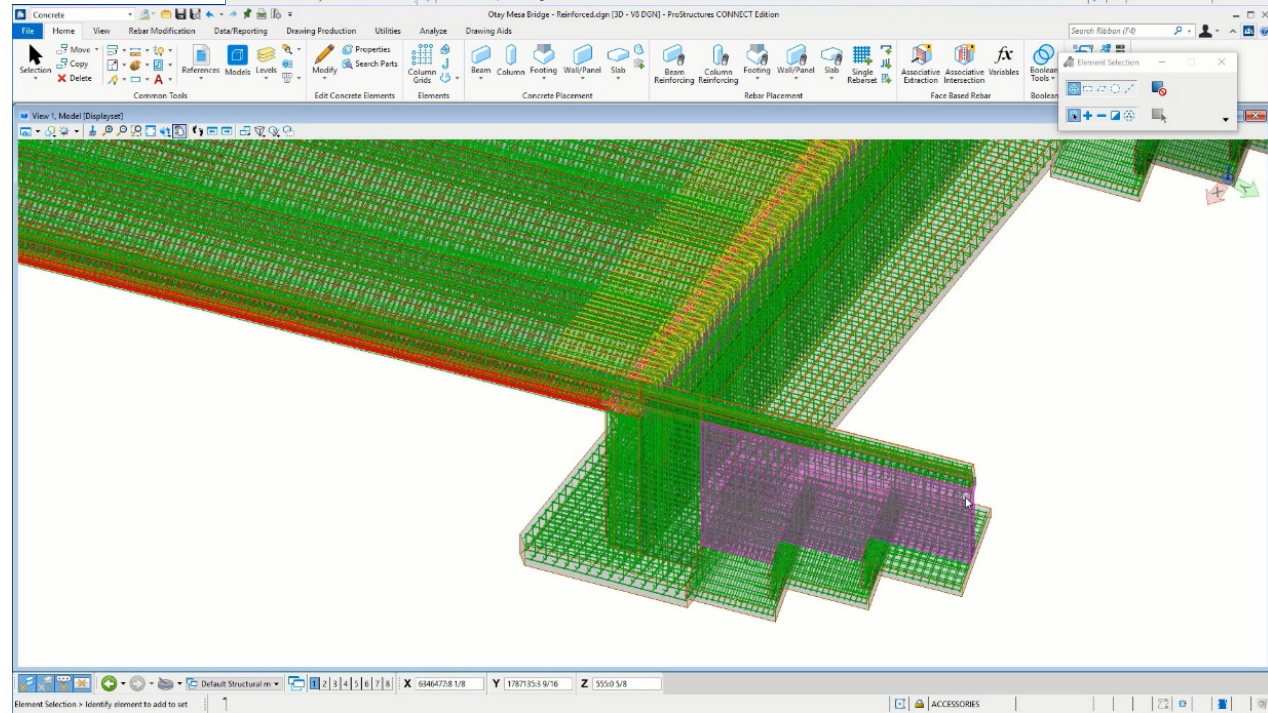 Concrete
Otay Mesa Bridge - Reinforced.dgn [3D - V8 DGN] - ProStructures CONNECT Edition
File Home View Rebar Modification Data/Reporting Drawing Production Utilities Analyze Drawing Aids
Search Ribbon (F4)
Selection
Move
Copy
Delete
Common Tools
References Models Levels
Modify
Properties
Search Parts
Edit Concrete Elements
Column Grids
Elements
Beam Column Footing Wall/Panel Slab
Concrete Placement
Beam Reinforcing
Column Reinforcing
Footing Wall/Panel Slab
Single Rebarset
Rebar Placement
Associative Extraction
Associative Intersection
Variables
Face Based Rebar
Boolean Tools
Boolean
Element Selection
View 1, Model [Displayset]
X Y
Default Structural m
1 2 3 4 5 6 7 8
X 6346477:8 1/8
Y 1787135:3 9/16
Z 555:0 5/8
Element Selection > Identify element to add to set
ACCESSORIES